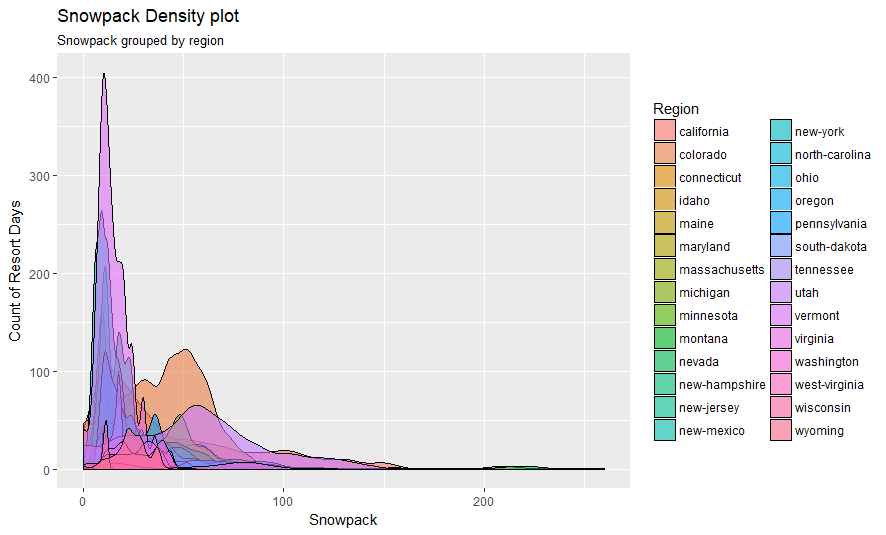 Snowpack Density plot
Snowpack grouped by region
Count of Resort Days
400
300
200
100
0
0 100 200
Snowpack
Region
california
colorado
connecticut
idaho
maine
maryland
massachusetts
michigan
minnesota
montana
nevada
new-hampshire
new-jersey
new-mexico
new-york
north-carolina
ohio
oregon
pennsylvania
south-dakota
tennessee
utah
vermont
virginia
washington
west-virginia
wisconsin
wyoming